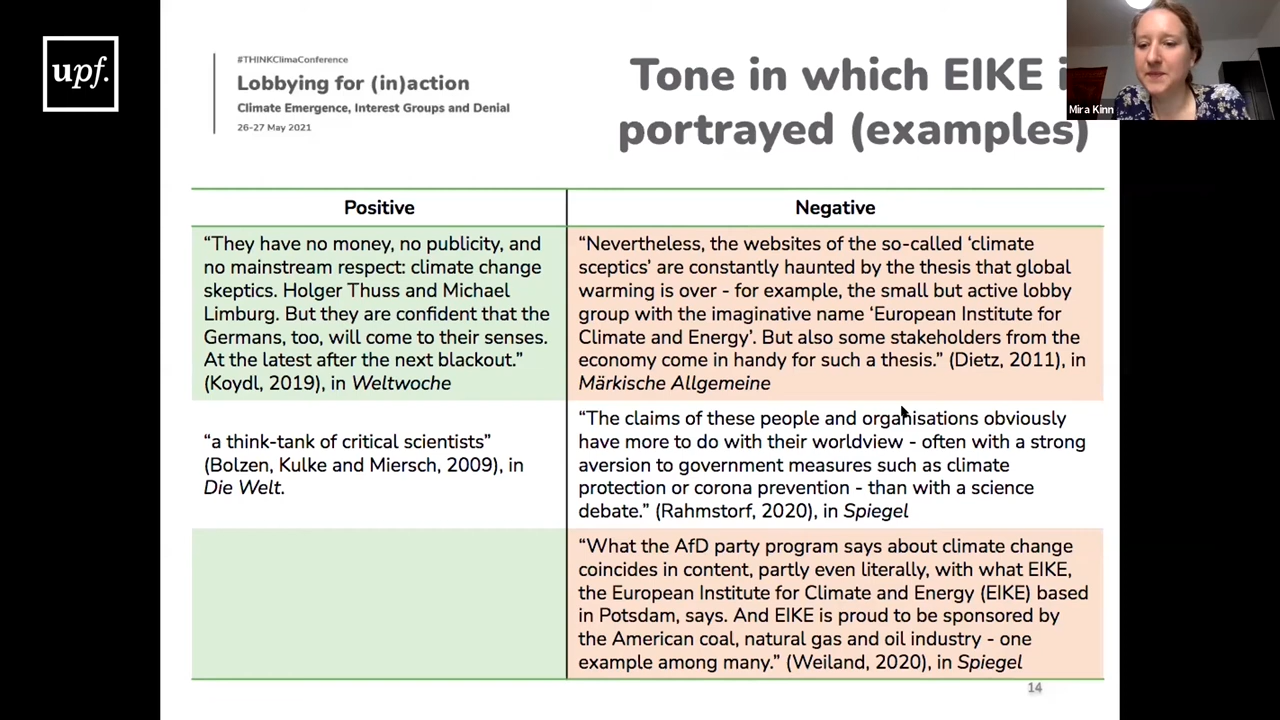 upf.
#THINKClimaConference
Lobbying for (in)action
Climate Emergence, Interest Groups and Denial
26-27 May 2021
Tone in which EIKE
portrayed (examples)
Mira Kinn
Positive
Negative
“They have no money, no publicity, and
no mainstream respect: climate change
skeptics. Holger Thuss and Michael
Limburg. But they are confident that the
Germans, too, will come to their senses.
At the latest after the next blackout.”
(Koydl, 2019), in Weltwoche
“Nevertheless, the websites of the so-called ‘climate
sceptics’ are constantly haunted by the thesis that global
warming is over - for example, the small but active lobby
group with the imaginative name ‘European Institute for
Climate and Energy’. But also some stakeholders from the
economy come in handy for such a thesis.” (Dietz, 2011), in
Märkische Allgemeine
“a think-tank of critical scientists”
(Bolzen, Kulke and Miersch, 2009), in
Die Welt.
“The claims of these people and organisations obviously
have more to do with their worldview - often with a strong
aversion to government measures such as climate
protection or corona prevention - than with a science
debate.” (Rahmstorf, 2020), in Spiegel
“What the AfD party program says about climate change
coincides in content, partly even literally, with what EIKE,
the European Institute for Climate and Energy (EIKE) based
in Potsdam, says. And EIKE is proud to be sponsored by
the American coal, natural gas and oil industry - one
example among many.” (Weiland, 2020), in Spiegel
14